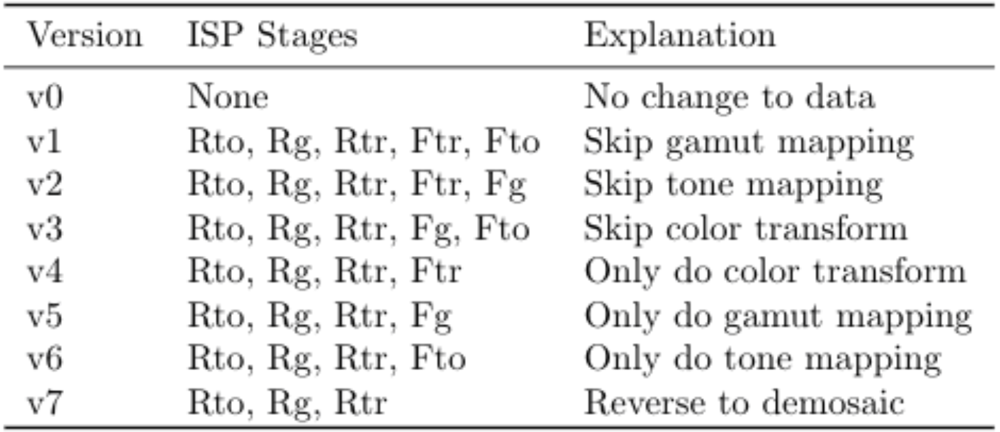 Version ISP Stages Explanation
v0 None No change to data
v1 Rto, Rg, Rtr, Ftr, Fto Skip gamut mapping
v2 Rto, Rg, Rtr, Ftr, Fg Skip tone mapping
v3 Rto, Rg, Rtr, Fg, Fto Skip color transform
v4 Rto, Rg, Rtr, Ftr Only do color transform
v5 Rto, Rg, Rtr, Fg Only do gamut mapping
v6 Rto, Rg, Rtr, Fto Only do tone mapping
v7 Rto, Rg, Rtr Reverse to demosaic